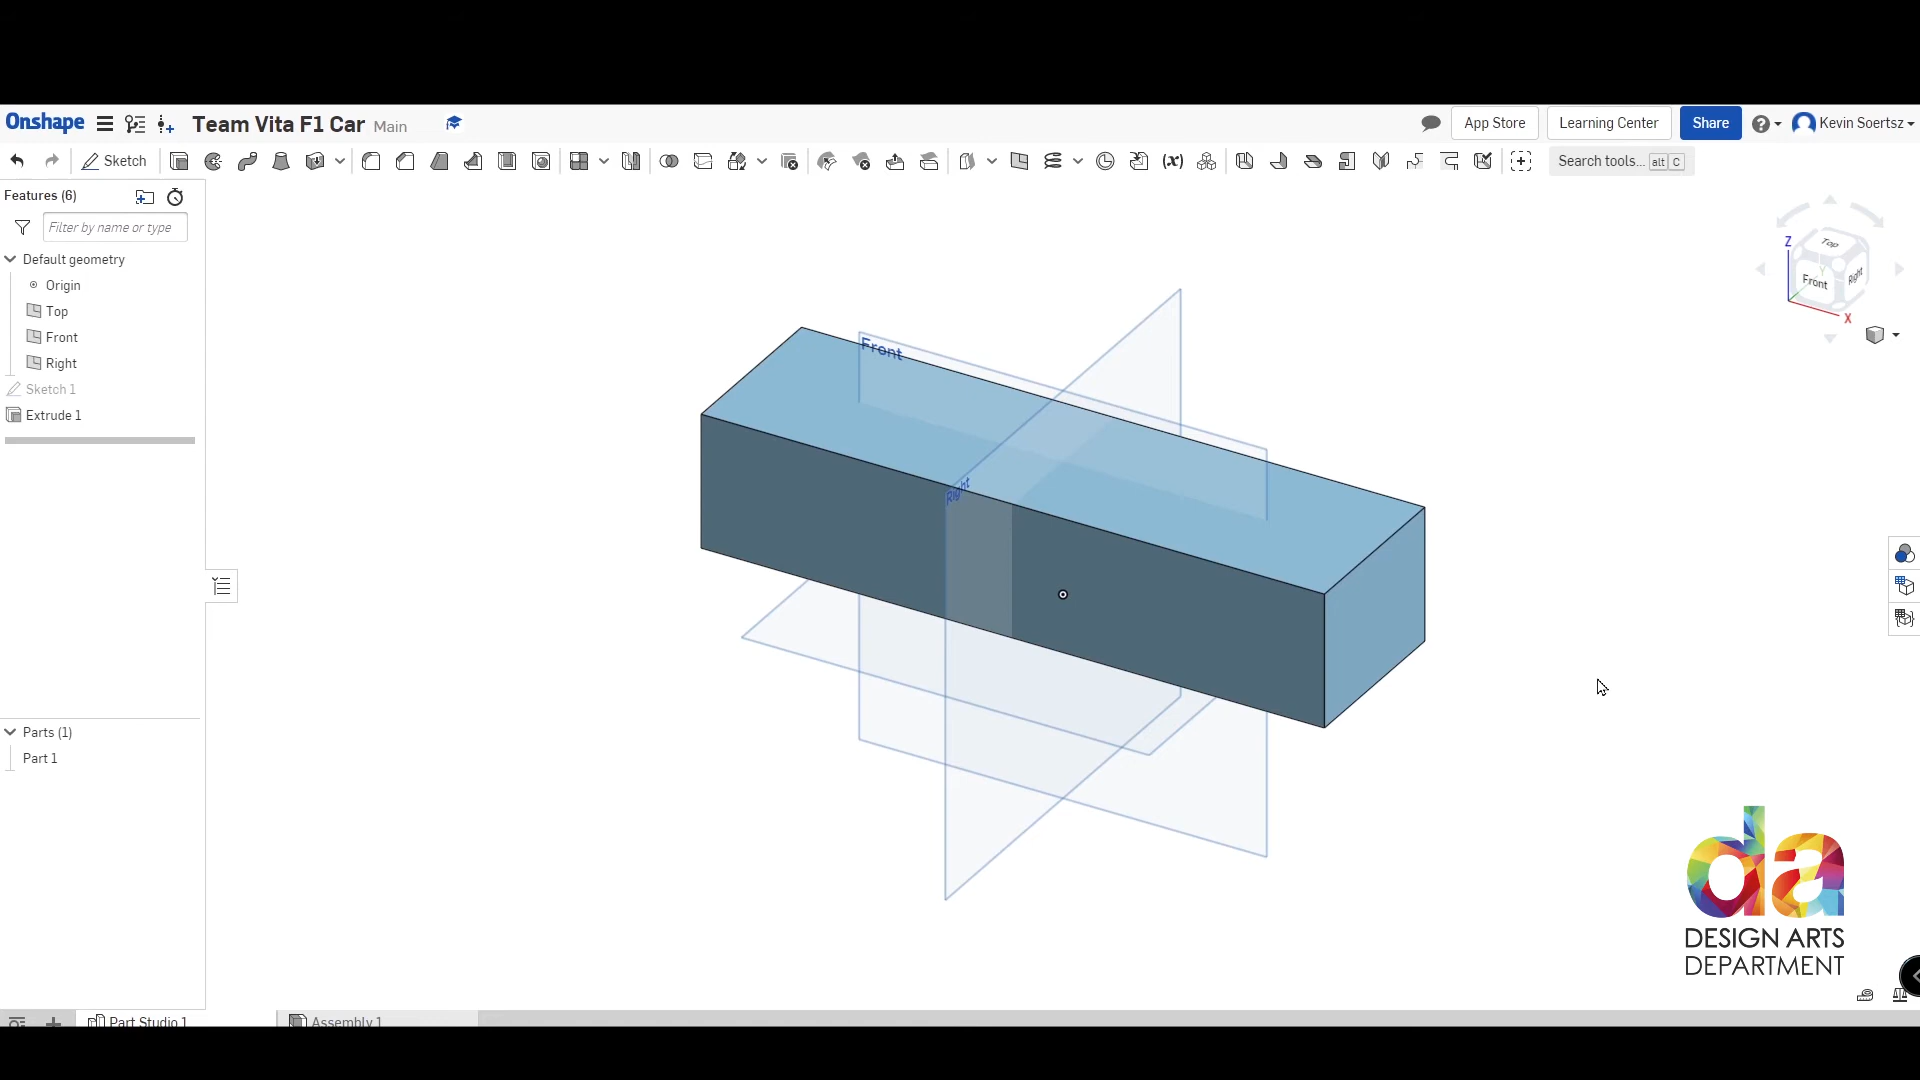 Onshape Team Vita F1 Car Main App Store Learning Center Share Kevin Soertsz
Sketch Search tools... alt C
Features (6)
Filter by name or type
Default geometry
Origin
Top
Front
Right
Sketch 1
Extrude 1
Front
Right
Z
Top
Front
Right
Y
X
Parts (1)
Part 1
da
DESIGN ARTS
DEPARTMENT
Part Studio 1 Assembly 1